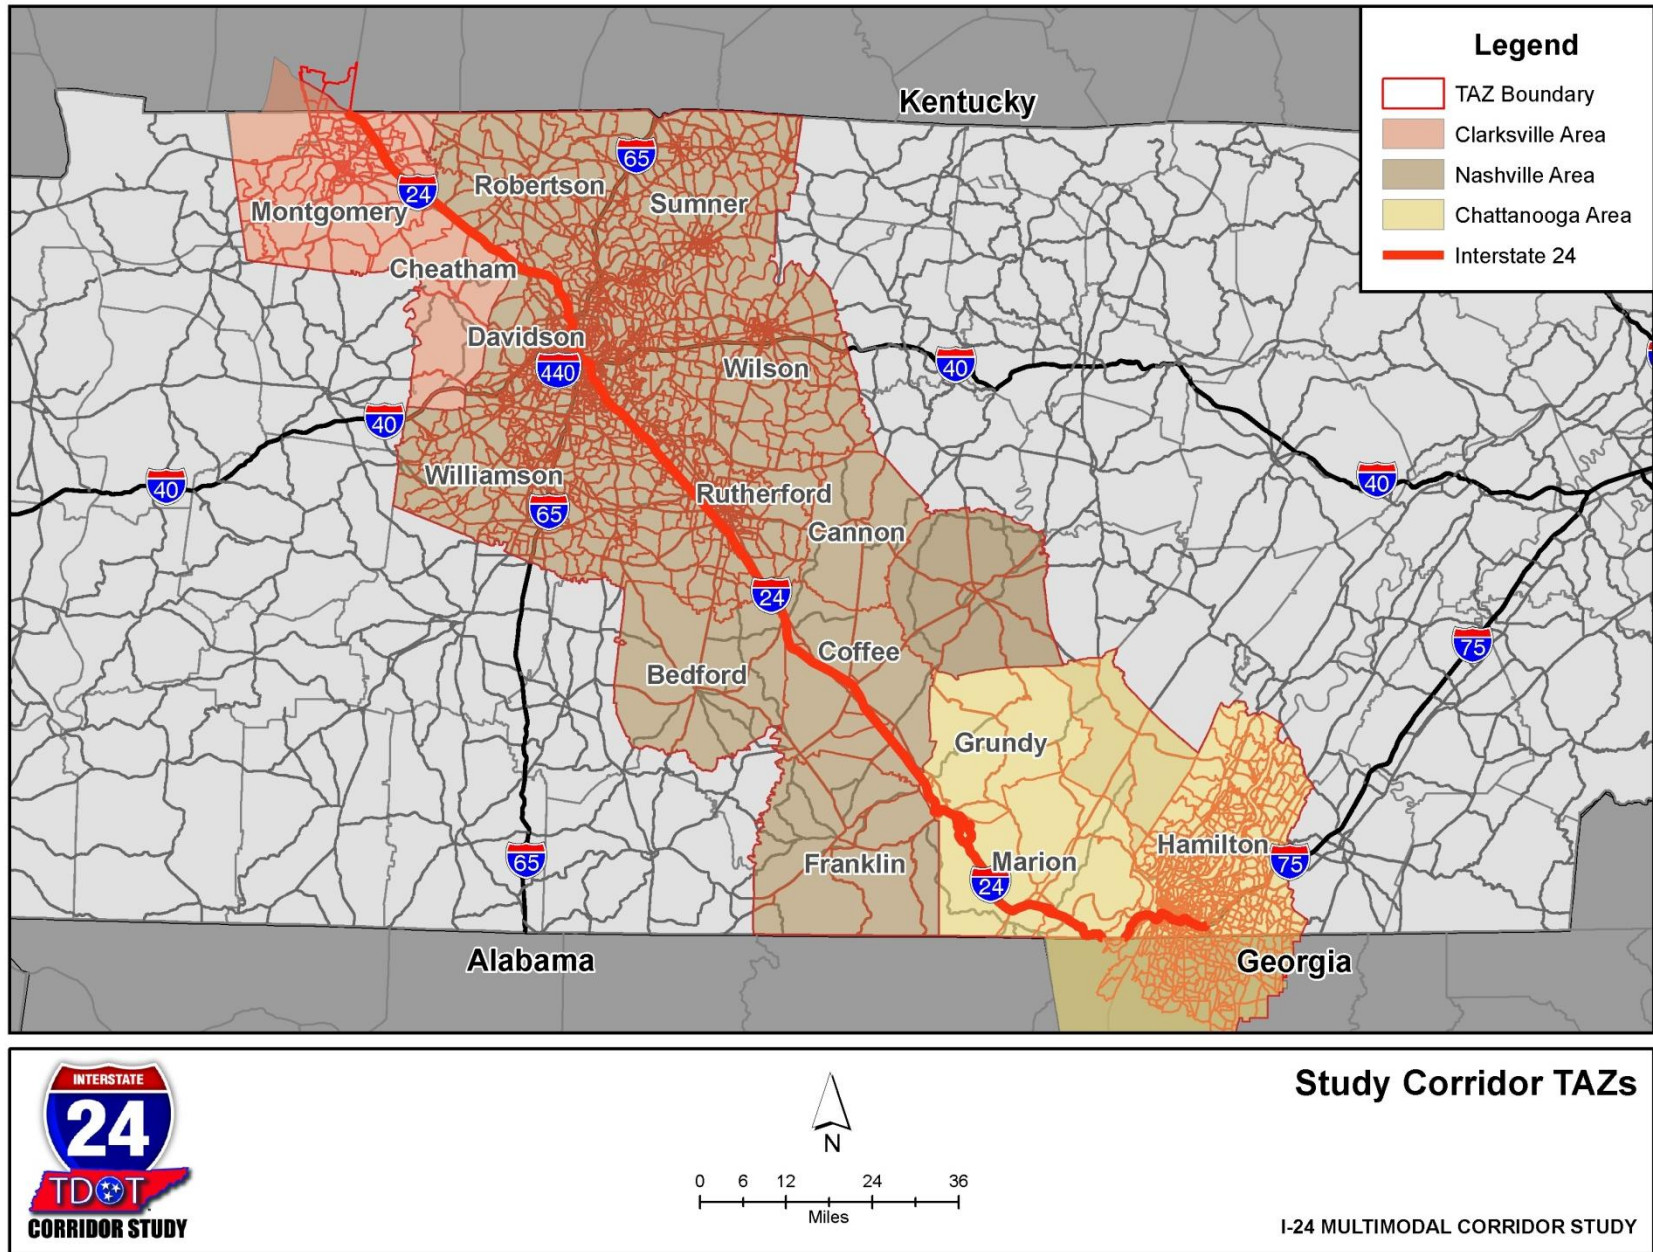 Kentucky
Legend
TAZ Boundary
Clarksville Area
Nashville Area
Chattanooga Area
Interstate 24
65
24
Robertson
Sumner
Montgomery
Cheatham
Davidson
440
Wilson
40
40
40
40
Williamson
65
Rutherford
Cannon
24
75
Coffee
Bedford
Grundy
Hamilton
65
Franklin
Marion
24
75
Alabama
Georgia
INTERSTATE
24
TDOT
CORRIDOR STUDY
N
0 6 12 24 36
Miles
Study Corridor TAZs
I-24 MULTIMODAL CORRIDOR STUDY